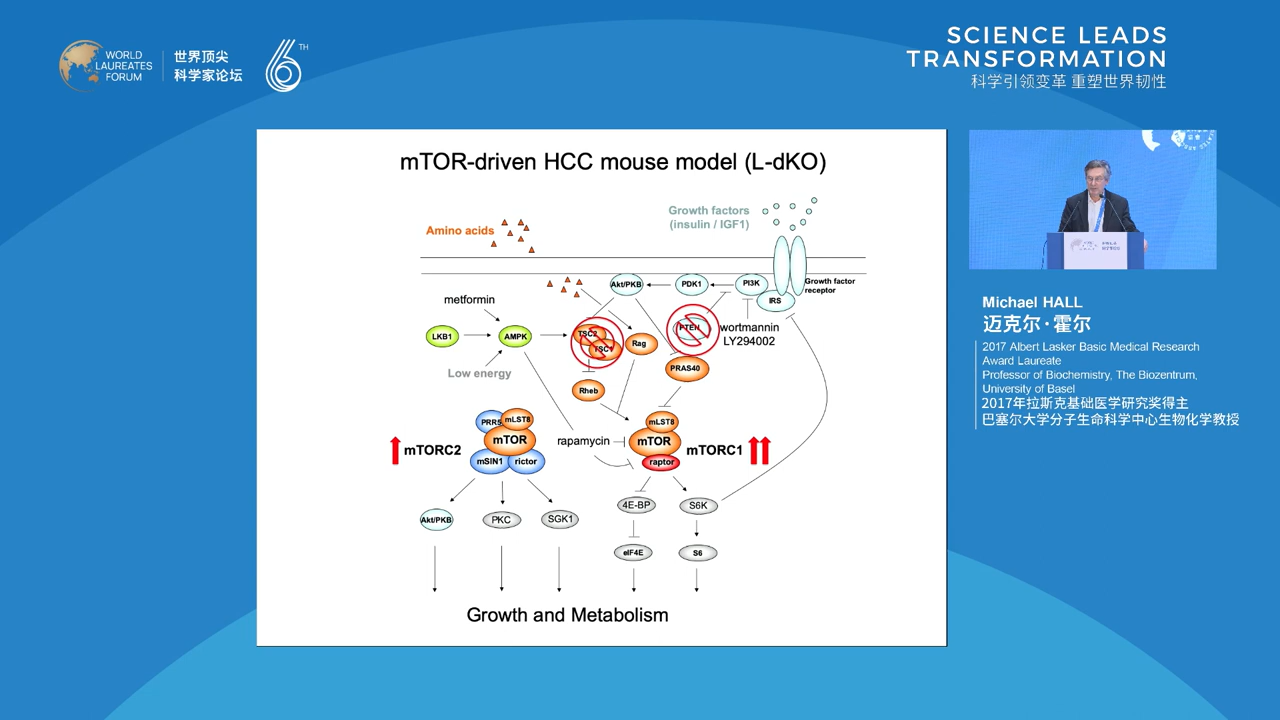 WORLD
LAUREATES
FORUM
世界顶尖
科学家论坛
6TH
SCIENCE LEADS
TRANSFORMATION
科学引领变革 重塑世界韧性
mTOR-driven HCC mouse model (L-dKO)
Amino acids
Growth factors
(insulin / IGF1)
Akt/PKB
PDK1
PI3K
Growth factor
receptor
IRS
metformin
LKB1
AMPK
TSC2
TSC1
Rag
PTEN
wortmannin
LY294002
Low energy
PRAS40
Rheb
PRR5
mLST8
mTOR
mSIN1
rictor
mTORC2
rapamycin
mLST8
mTOR
raptor
mTORC1
4E-BP
S6K
Akt/PKB
PKC
SGK1
eIF4E
S6
Growth and Metabolism
Michael HALL
迈克尔·霍尔
2017 Albert Lasker Basic Medical Research
Award Laureate
Professor of Biochemistry, The Biozentrum,
University of Basel
2017年拉斯克基础医学研究奖得主
巴塞尔大学分子生命科学中心生物化学教授